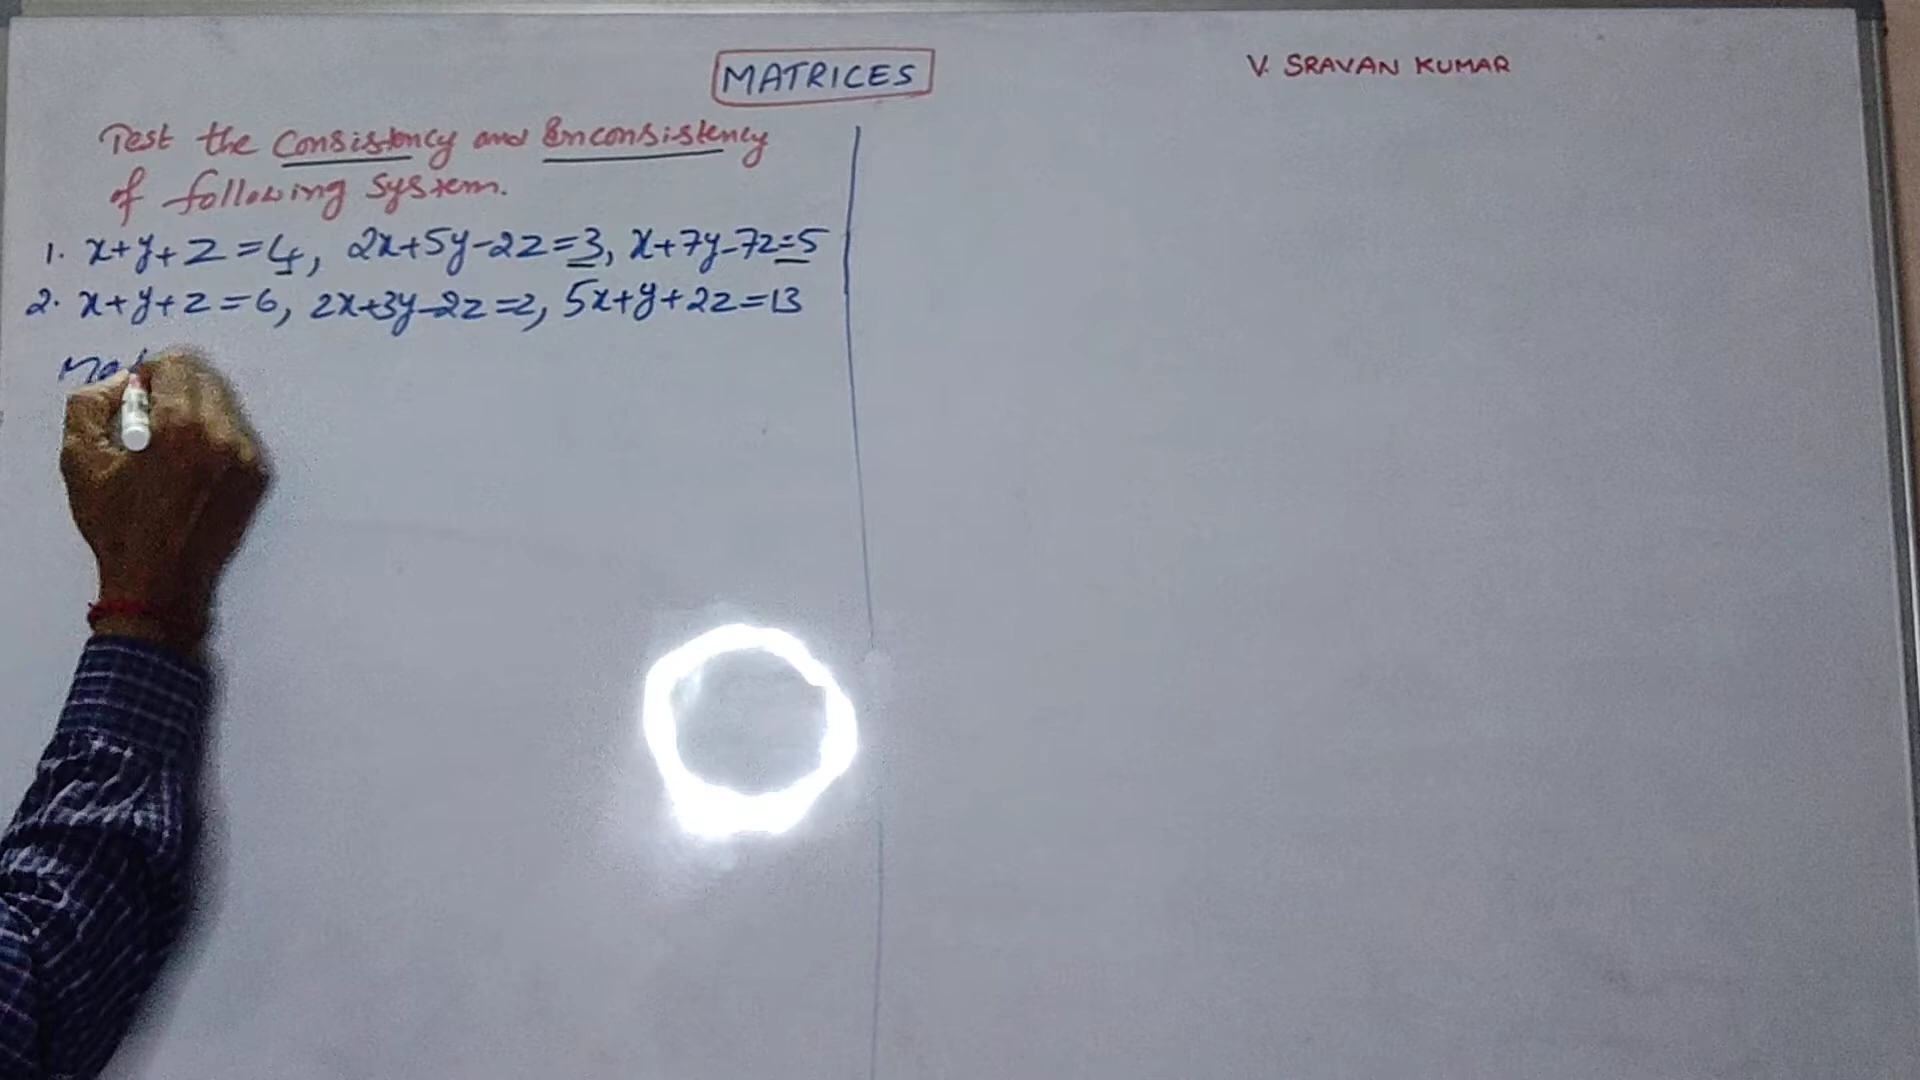 MATRICES
V. SRAVAN KUMAR
Test the Consistency and Inconsistency
of following System.
1. x+y+z=4, 2x+5y-2z=3, x+7y-7z=5
2. x+y+z=6, 2x+3y-2z=2, 5x+y+2z=13